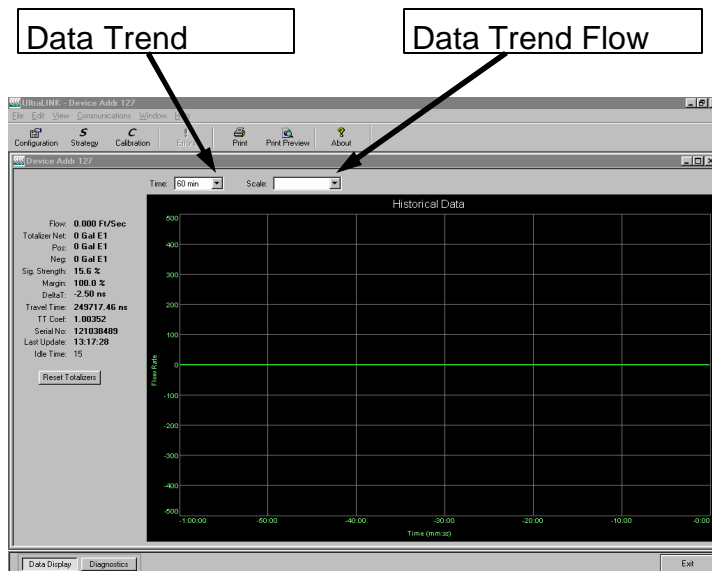 Data Trend
Data Trend Flow
UltraLINK - Device Addr 127
File Edit View Communications Window Help
Configuration Strategy Calibration Errors Print Print Preview About
Device Addr 127
Time: 60 min Scale:
Historical Data
Flow: 0.000 Ft/Sec
Totalizer Net: 0 Gal E1
Pos: 0 Gal E1
Neg: 0 Gal E1
Sig. Strength: 15.6 %
Margin: 100.0 %
DeltaT: -2.50 ns
Travel Time: 249717.46 ns
TT Coef: 1.00352
Serial No: 121038489
Last Update: 13:17:28
Idle Time: 15
Reset Totalizers
Flow Rate
500
400
300
200
100
0
-100
-200
-300
-400
-500
-1:00:00 -50:00 -40:00 -30:00 -20:00 -10:00 -0:00
Time (mm:ss)
Data Display Diagnostics Exit